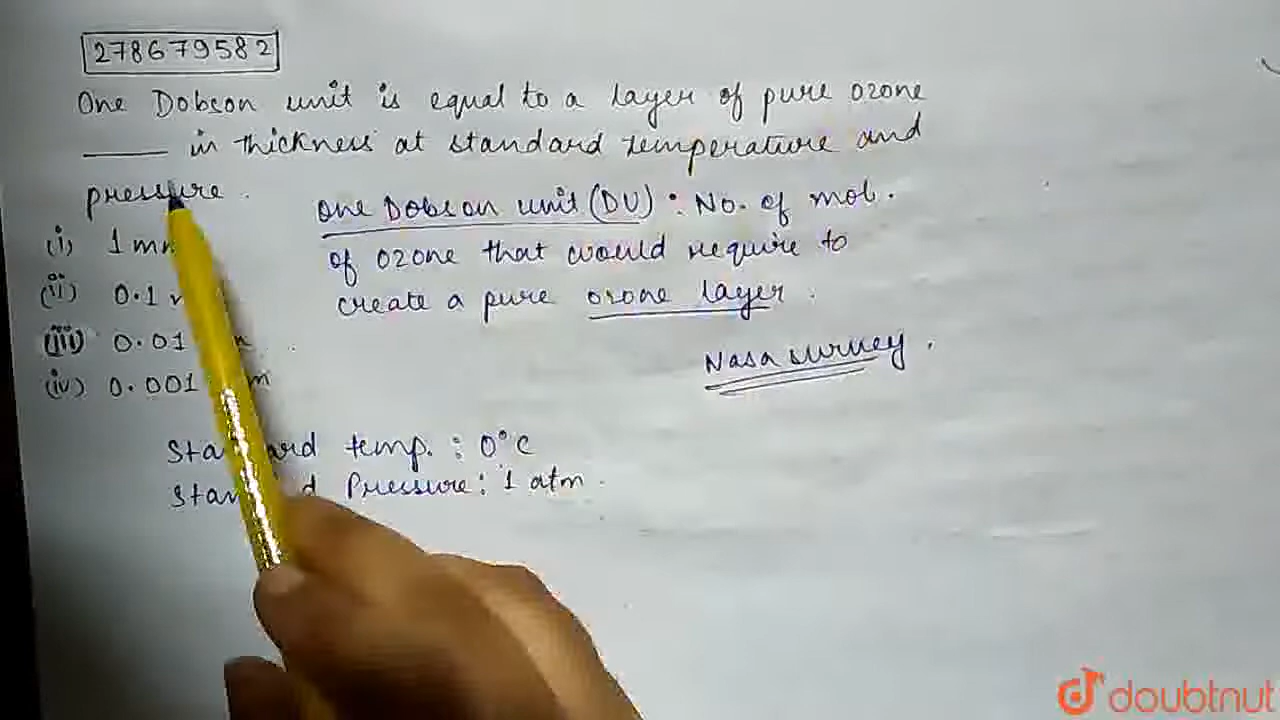 278679582
One Dobson unit is equal to a layer of pure ozone
____ in thickness at standard temperature and
pressure.
(i) 1 m
(ii) 0.1
(iii) 0.01
(iv) 0.001 m
One Dobson unit (DU) : No. of mob.
of ozone that would require to
create a pure ozone layer.
Nasa survey.
temp. : 0°C
Pressure : 1 atm.
doubtnut